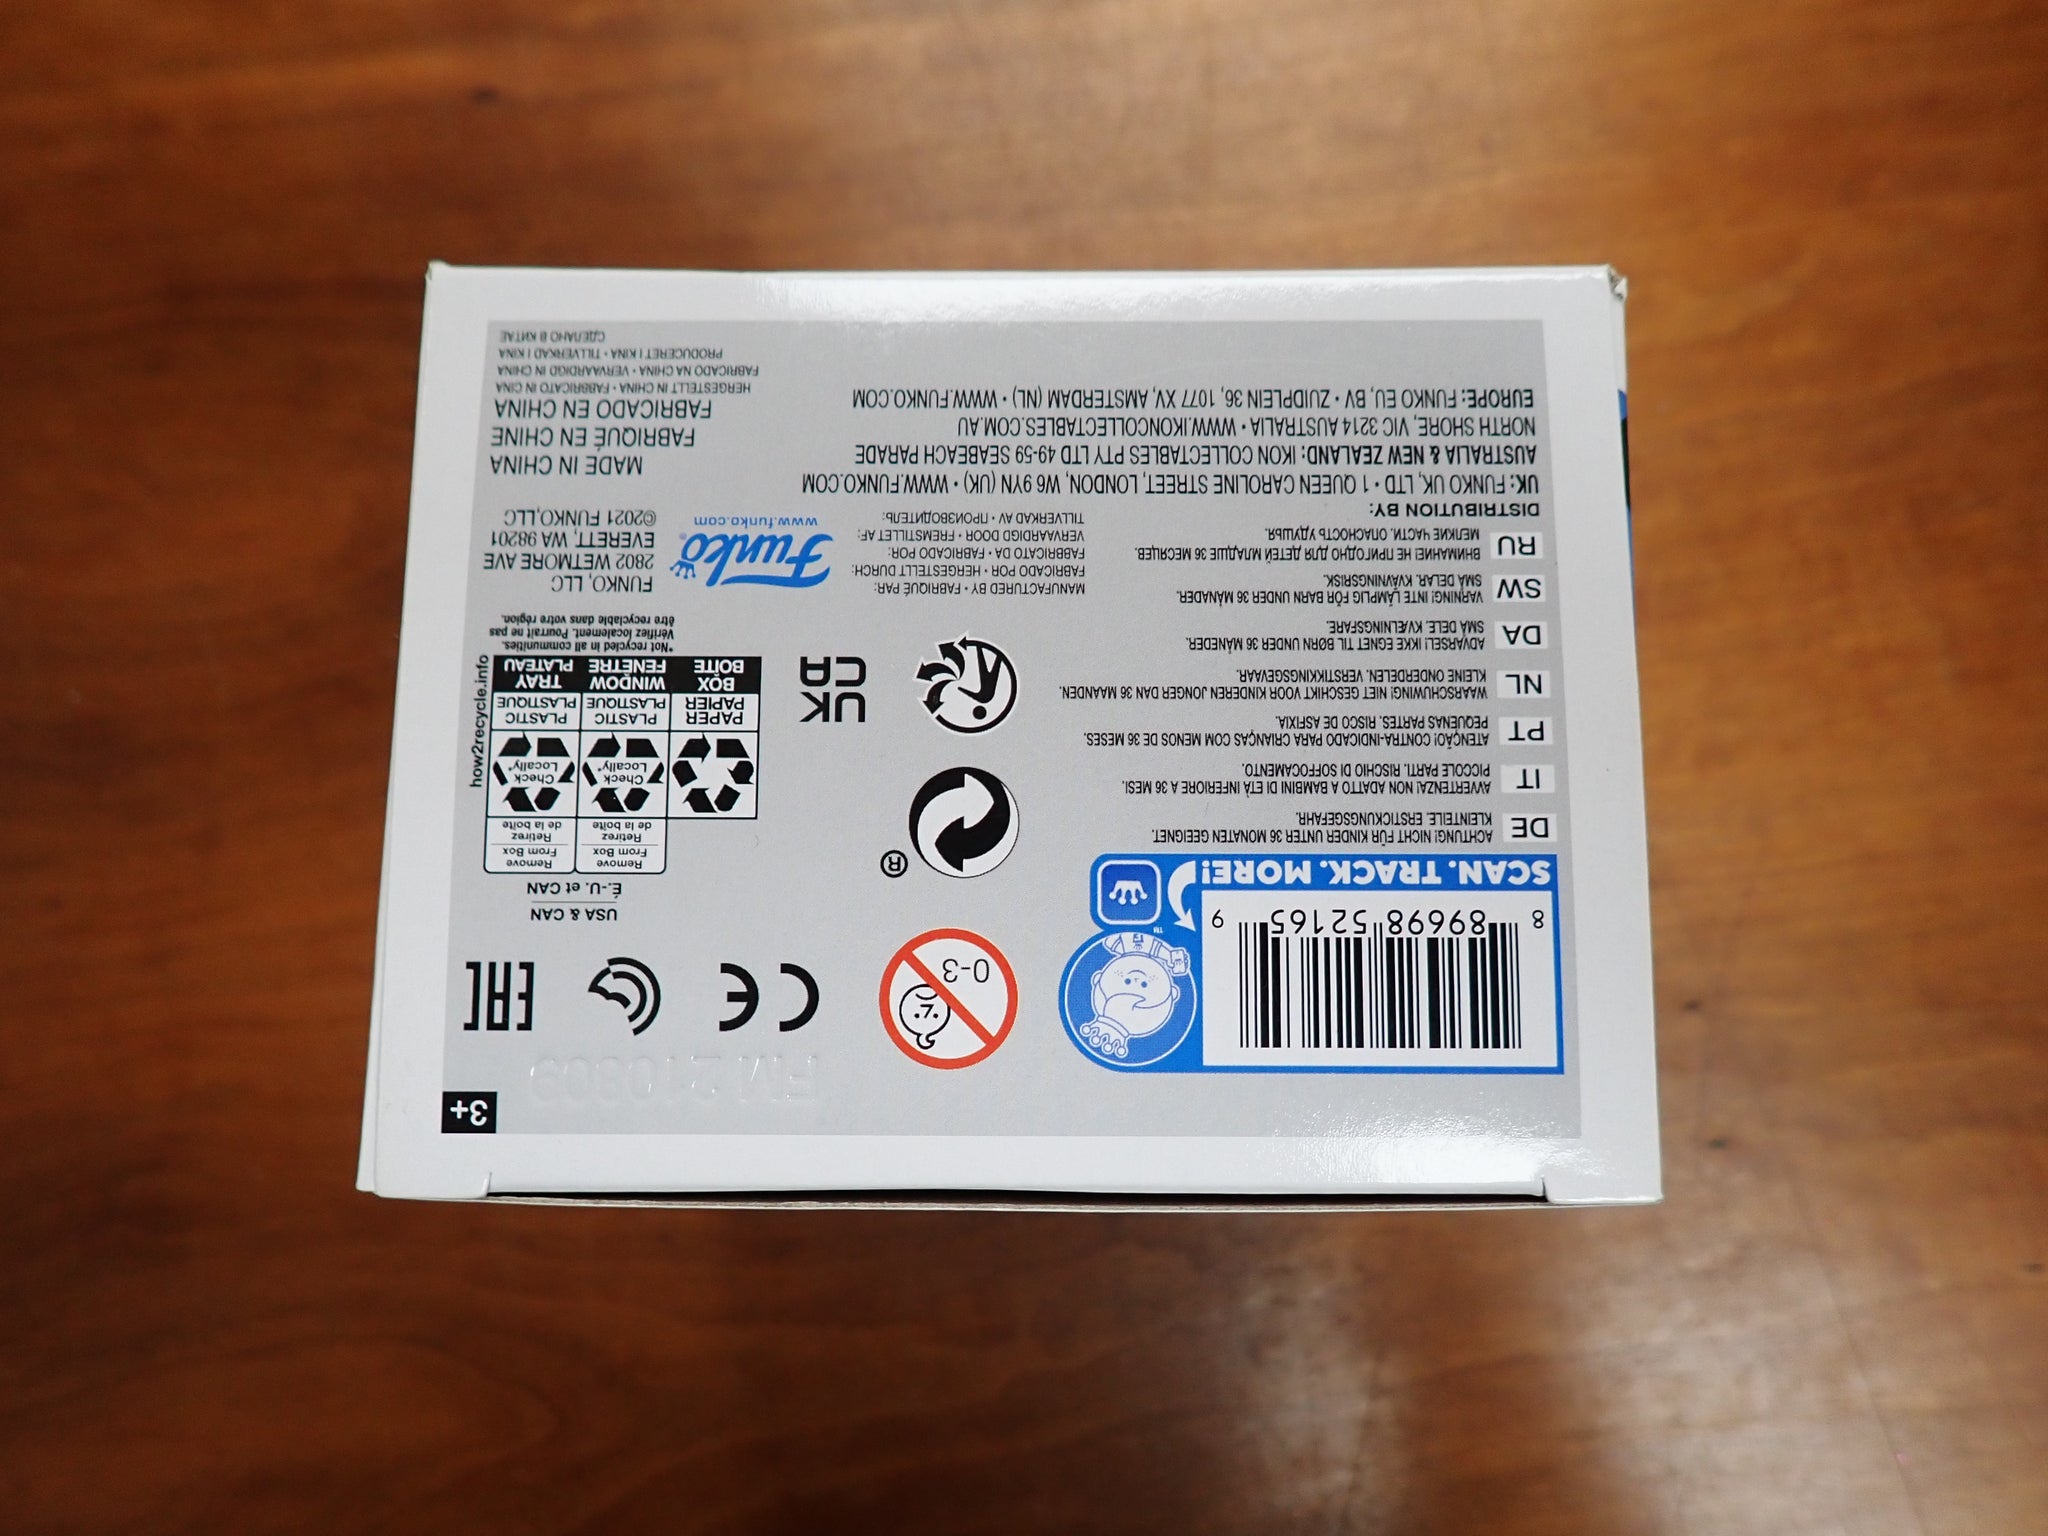 8 89698 52165 9
SCAN. TRACK. MORE!
TM
DE
ACHTUNG! NICHT FÜR KINDER UNTER 36 MONATEN GEEIGNET.
KLEINTEILE. ERSTICKUNGSGEFAHR.
IT
AVVERTENZA! NON ADATTO A BAMBINI DI ETÀ INFERIORE A 36 MESI.
PICCOLE PARTI. RISCHIO DI SOFFOCAMENTO.
PT
ATENÇÃO! CONTRA-INDICADO PARA CRIANÇAS COM MENOS DE 36 MESES.
PEQUENAS PARTES. RISCO DE ASFIXIA.
NL
WAARSCHUWING! NIET GESCHIKT VOOR KINDEREN JONGER DAN 36 MAANDEN.
KLEINE ONDERDELEN. VERSTIKKINGSGEVAAR.
DA
ADVARSEL! IKKE EGNET TIL BØRN UNDER 36 MÅNEDER.
SMÅ DELE. KVÆLNINGSFARE.
SW
VARNING! INTE LÄMPLIG FÖR BARN UNDER 36 MÅNADER.
SMÅ DELAR. KVÄVNINGSRISK.
RU
ВНИМАНИЕ! НЕ ПРИГОДНО ДЛЯ ДЕТЕЙ МЛАДШЕ 36 МЕСЯЦЕВ.
МЕЛКИЕ ЧАСТИ. ОПАСНОСТЬ УДУШЬЯ.
DISTRIBUTION BY:
UK: FUNKO UK, LTD • 1 QUEEN CAROLINE STREET, LONDON, W6 9YN (UK) • WWW.FUNKO.COM
AUSTRALIA & NEW ZEALAND: IKON COLLECTABLES PTY LTD 49-59 SEABEACH PARADE
NORTH SHORE, VIC 3214 AUSTRALIA • WWW.IKONCOLLECTABLES.COM.AU
EUROPE: FUNKO EU, BV • ZUIDPLEIN 36, 1077 XV, AMSTERDAM (NL) • WWW.FUNKO.COM
0-3
®
MANUFACTURED BY • FABRIQUÉ PAR:
FABRICADO POR • HERGESTELLT DURCH:
FABBRICATO DA • FABRICADO POR:
VERVAARDIGD DOOR • FREMSTILLET AF:
TILLVERKAD AV • ПРОИЗВОДИТЕЛЬ:
3+
FM 210809
CE
EAC
UK
CA
USA & CAN
É.-U. et CAN
Remove
From Box
Retirez
de la boîte
Remove
From Box
Retirez
de la boîte
Check
Locally*
Check
Locally*
PAPER
PAPIER
PLASTIC
PLASTIQUE
PLASTIC
PLASTIQUE
BOX
BOÎTE
WINDOW
FENÊTRE
TRAY
PLATEAU
how2recycle.info
*Not recycled in all communities.
Vérifiez localement. Pourrait ne pas
être recyclable dans votre région.
Funko®
www.funko.com
FUNKO, LLC
2802 WETMORE AVE
EVERETT, WA 98201
©2021 FUNKO,LLC
MADE IN CHINA
FABRIQUÉ EN CHINE
FABRICADO EN CHINA
HERGESTELLT IN CHINA • FABBRICATO IN CINA
FABRICADO NA CHINA • VERVAARDIGD IN CHINA
PRODUCERET I KINA • TILLVERKAD I KINA
СДЕЛАНО В КИТАЕ